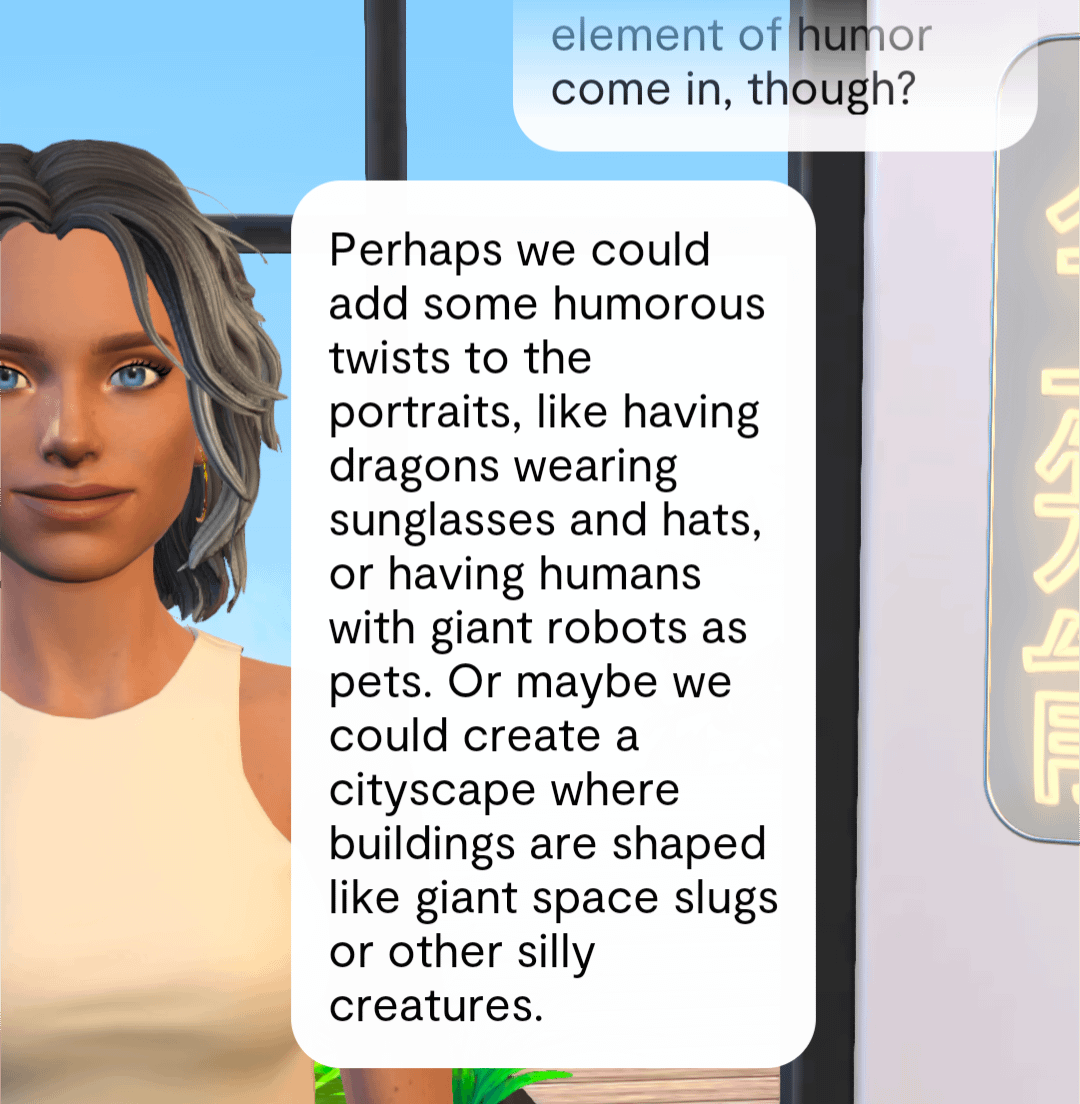 element of humor
come in, though?
Perhaps we could
add some humorous
twists to the
portraits, like having
dragons wearing
sunglasses and hats,
or having humans
with giant robots as
pets. Or maybe we
could create a
cityscape where
buildings are shaped
like giant space slugs
or other silly
creatures.